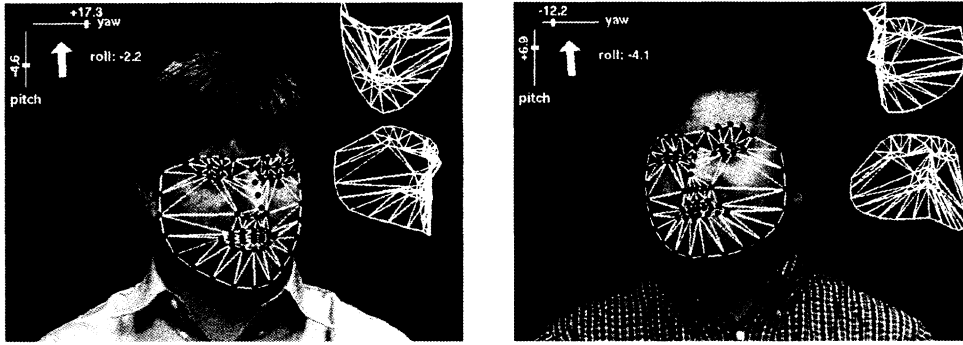 +17.3
yaw
-4.6
roll: -2.2
pitch
-12.2
yaw
+6.9
roll: -4.1
pitch